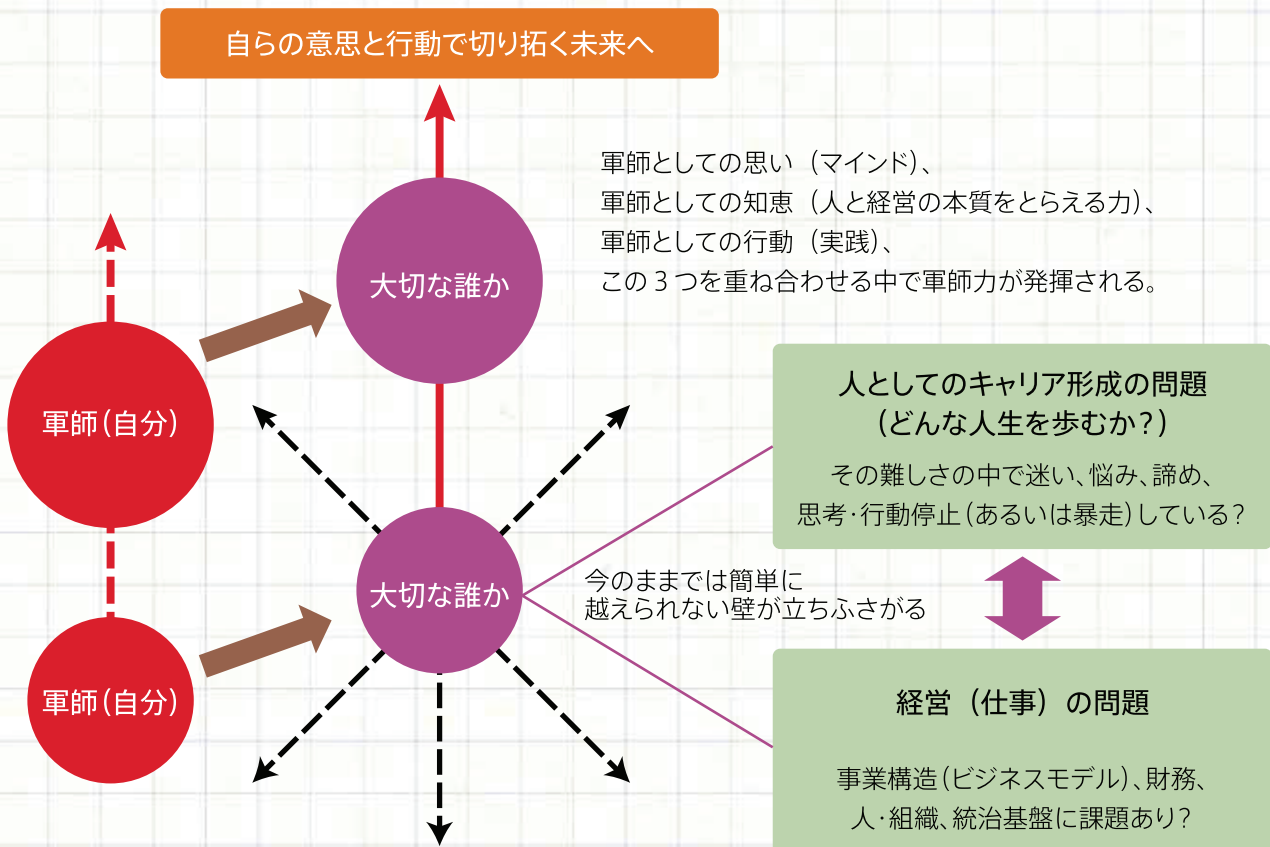 自らの意思と行動で切り拓く未来へ
軍師としての思い（マインド）、
軍師としての知恵（人と経営の本質をとらえる力）、
軍師としての行動（実践）、
この3つを重ね合わせる中で軍師力が発揮される。
大切な誰か
軍師(自分)
人としてのキャリア形成の問題
(どんな人生を歩むか?)
その難しさの中で迷い、悩み、諦め、
思考・行動停止(あるいは暴走)している?
大切な誰か
今のままでは簡単に
越えられない壁が立ちふさがる
軍師(自分)
経営（仕事）の問題
事業構造(ビジネスモデル)、財務、
人・組織、統治基盤に課題あり?